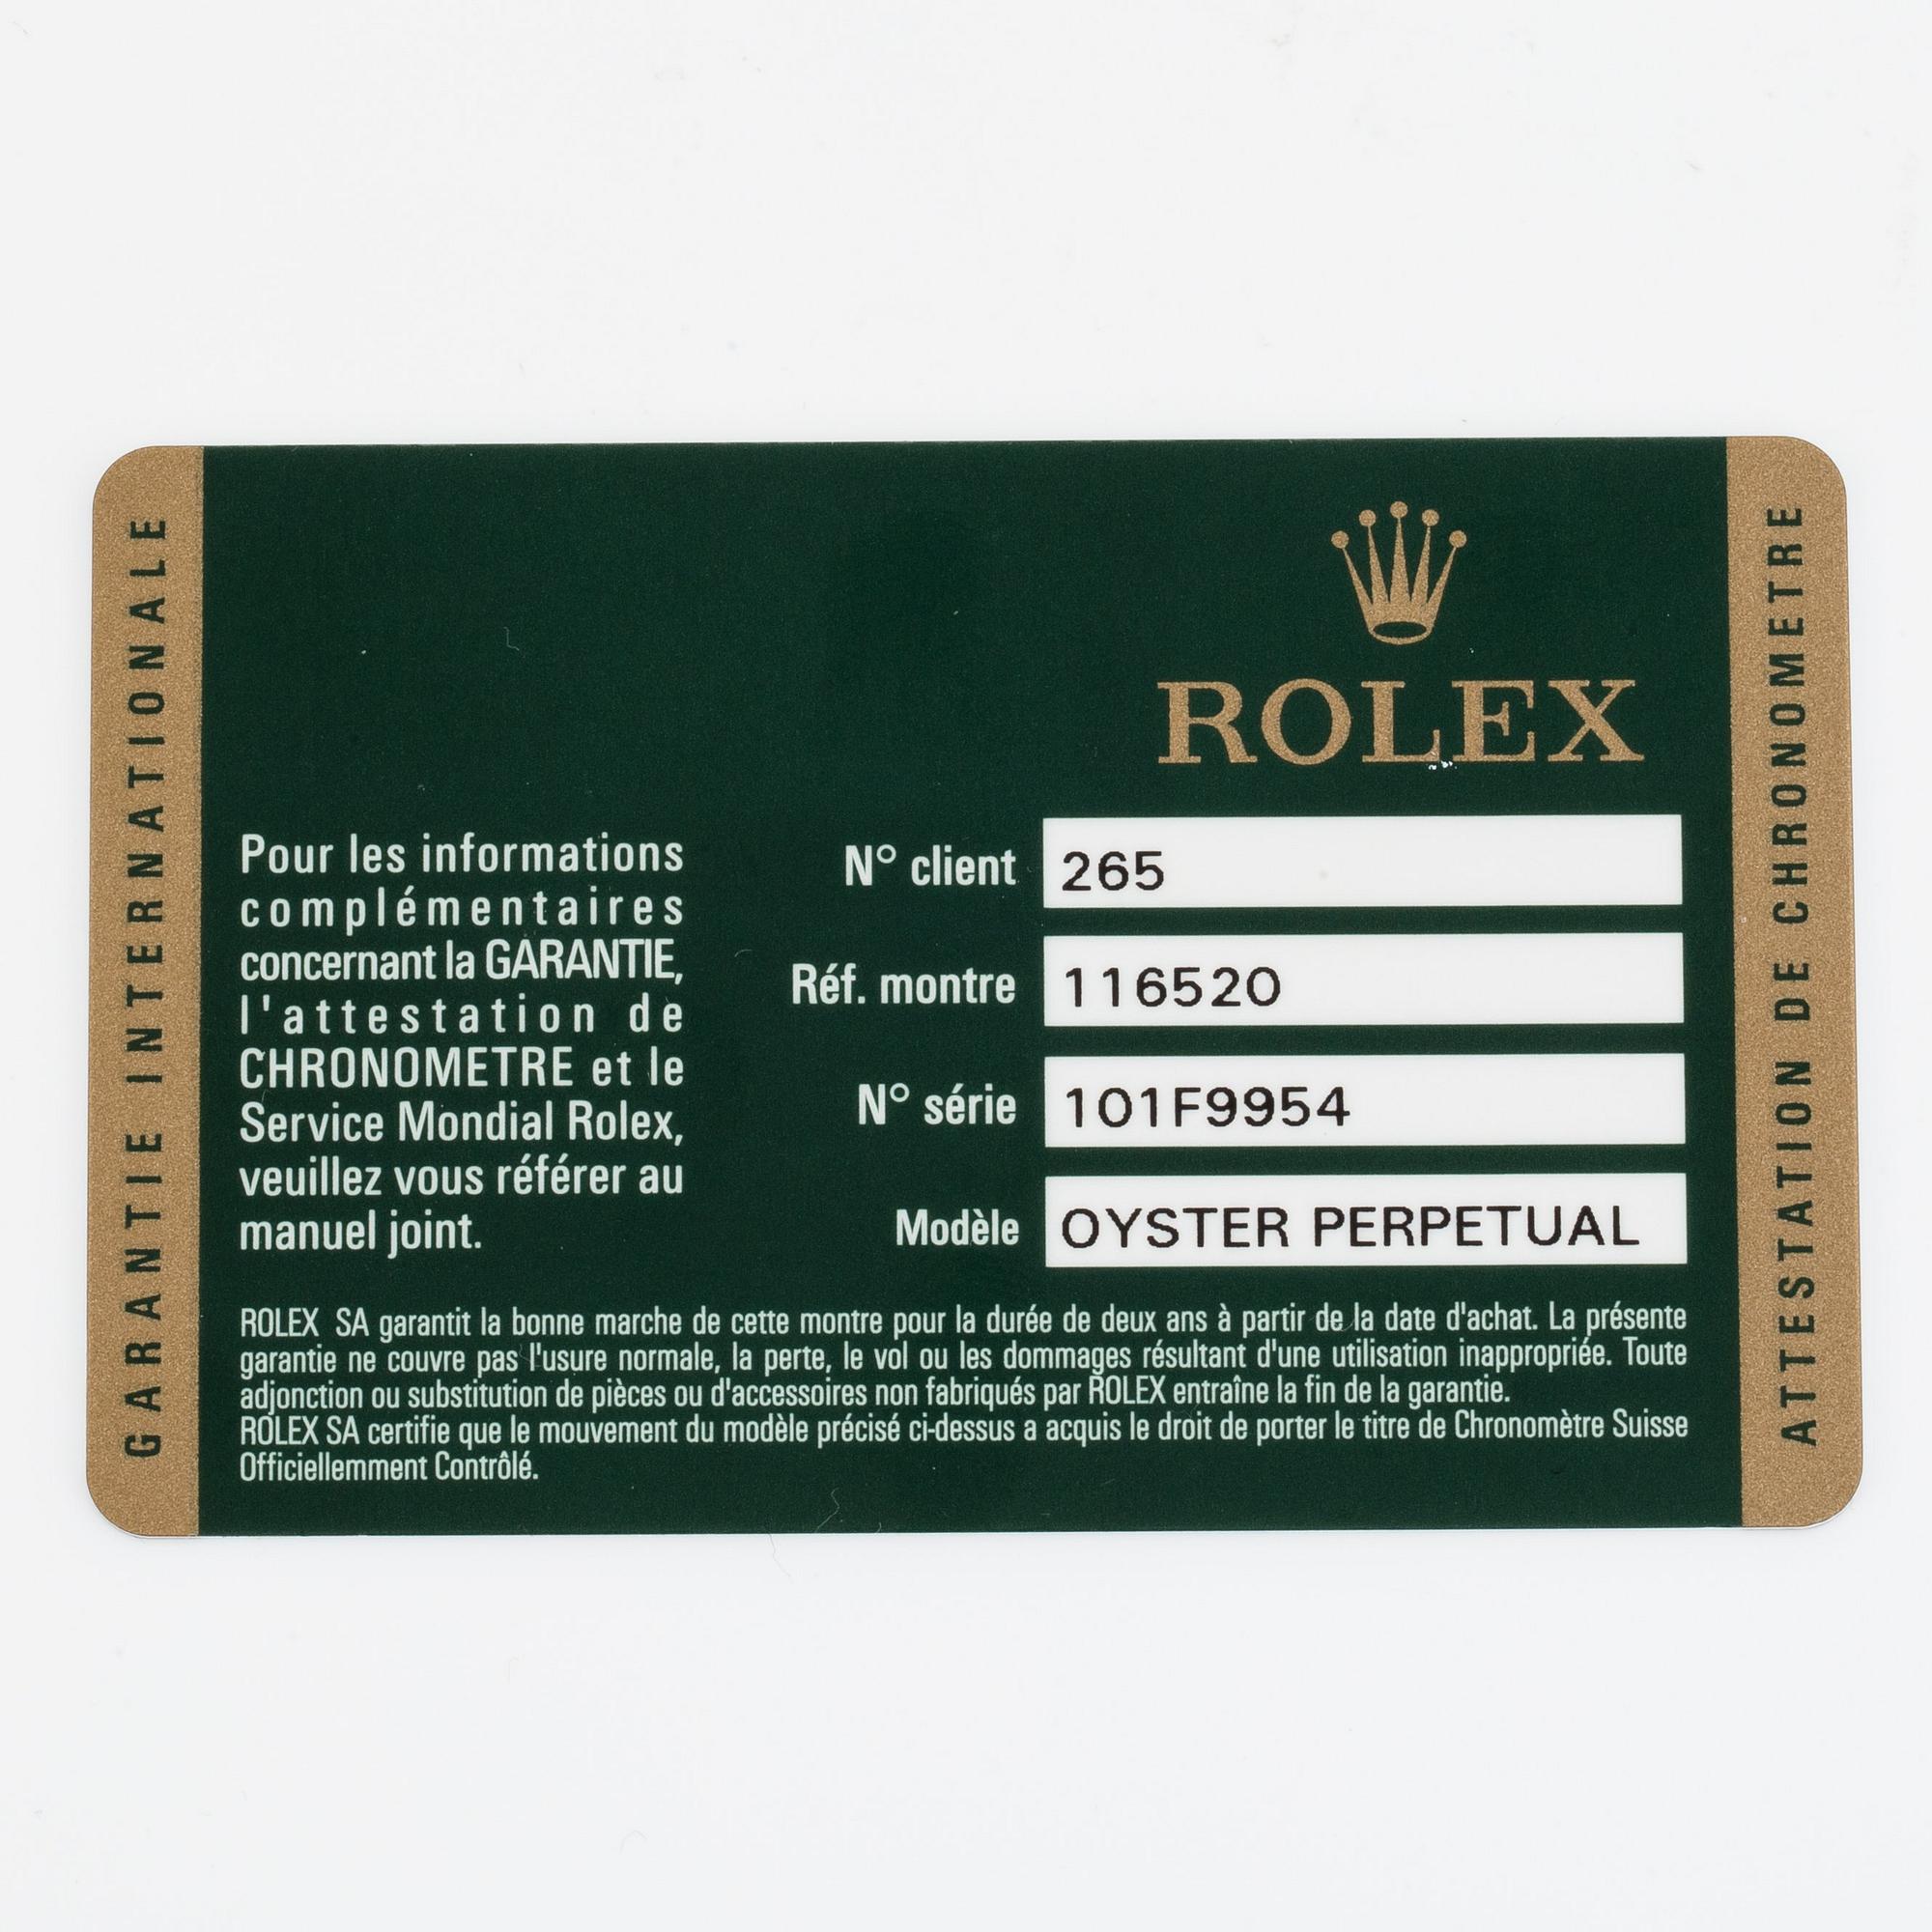 GARANTIE INTERNATIONALE
ROLEX
Pour les informations
complémentaires
concernant la GARANTIE,
l'attestation de
CHRONOMETRE et le
Service Mondial Rolex,
veuillez vous référer au
manuel joint.
N° client 265
Réf. montre 116520
N° série 101F9954
Modèle OYSTER PERPETUAL
ROLEX SA garantit la bonne marche de cette montre pour la durée de deux ans à partir de la date d'achat. La présente
garantie ne couvre pas l'usure normale, la perte, le vol ou les dommages résultant d'une utilisation inappropriée. Toute
adjonction ou substitution de pièces ou d'accessoires non fabriqués par ROLEX entraîne la fin de la garantie.
ROLEX SA certifie que le mouvement du modèle précisé ci-dessus a acquis le droit de porter le titre de Chronomètre Suisse
Officiellemment Contrôlé.
ATTESTATION DE CHRONOMETRE